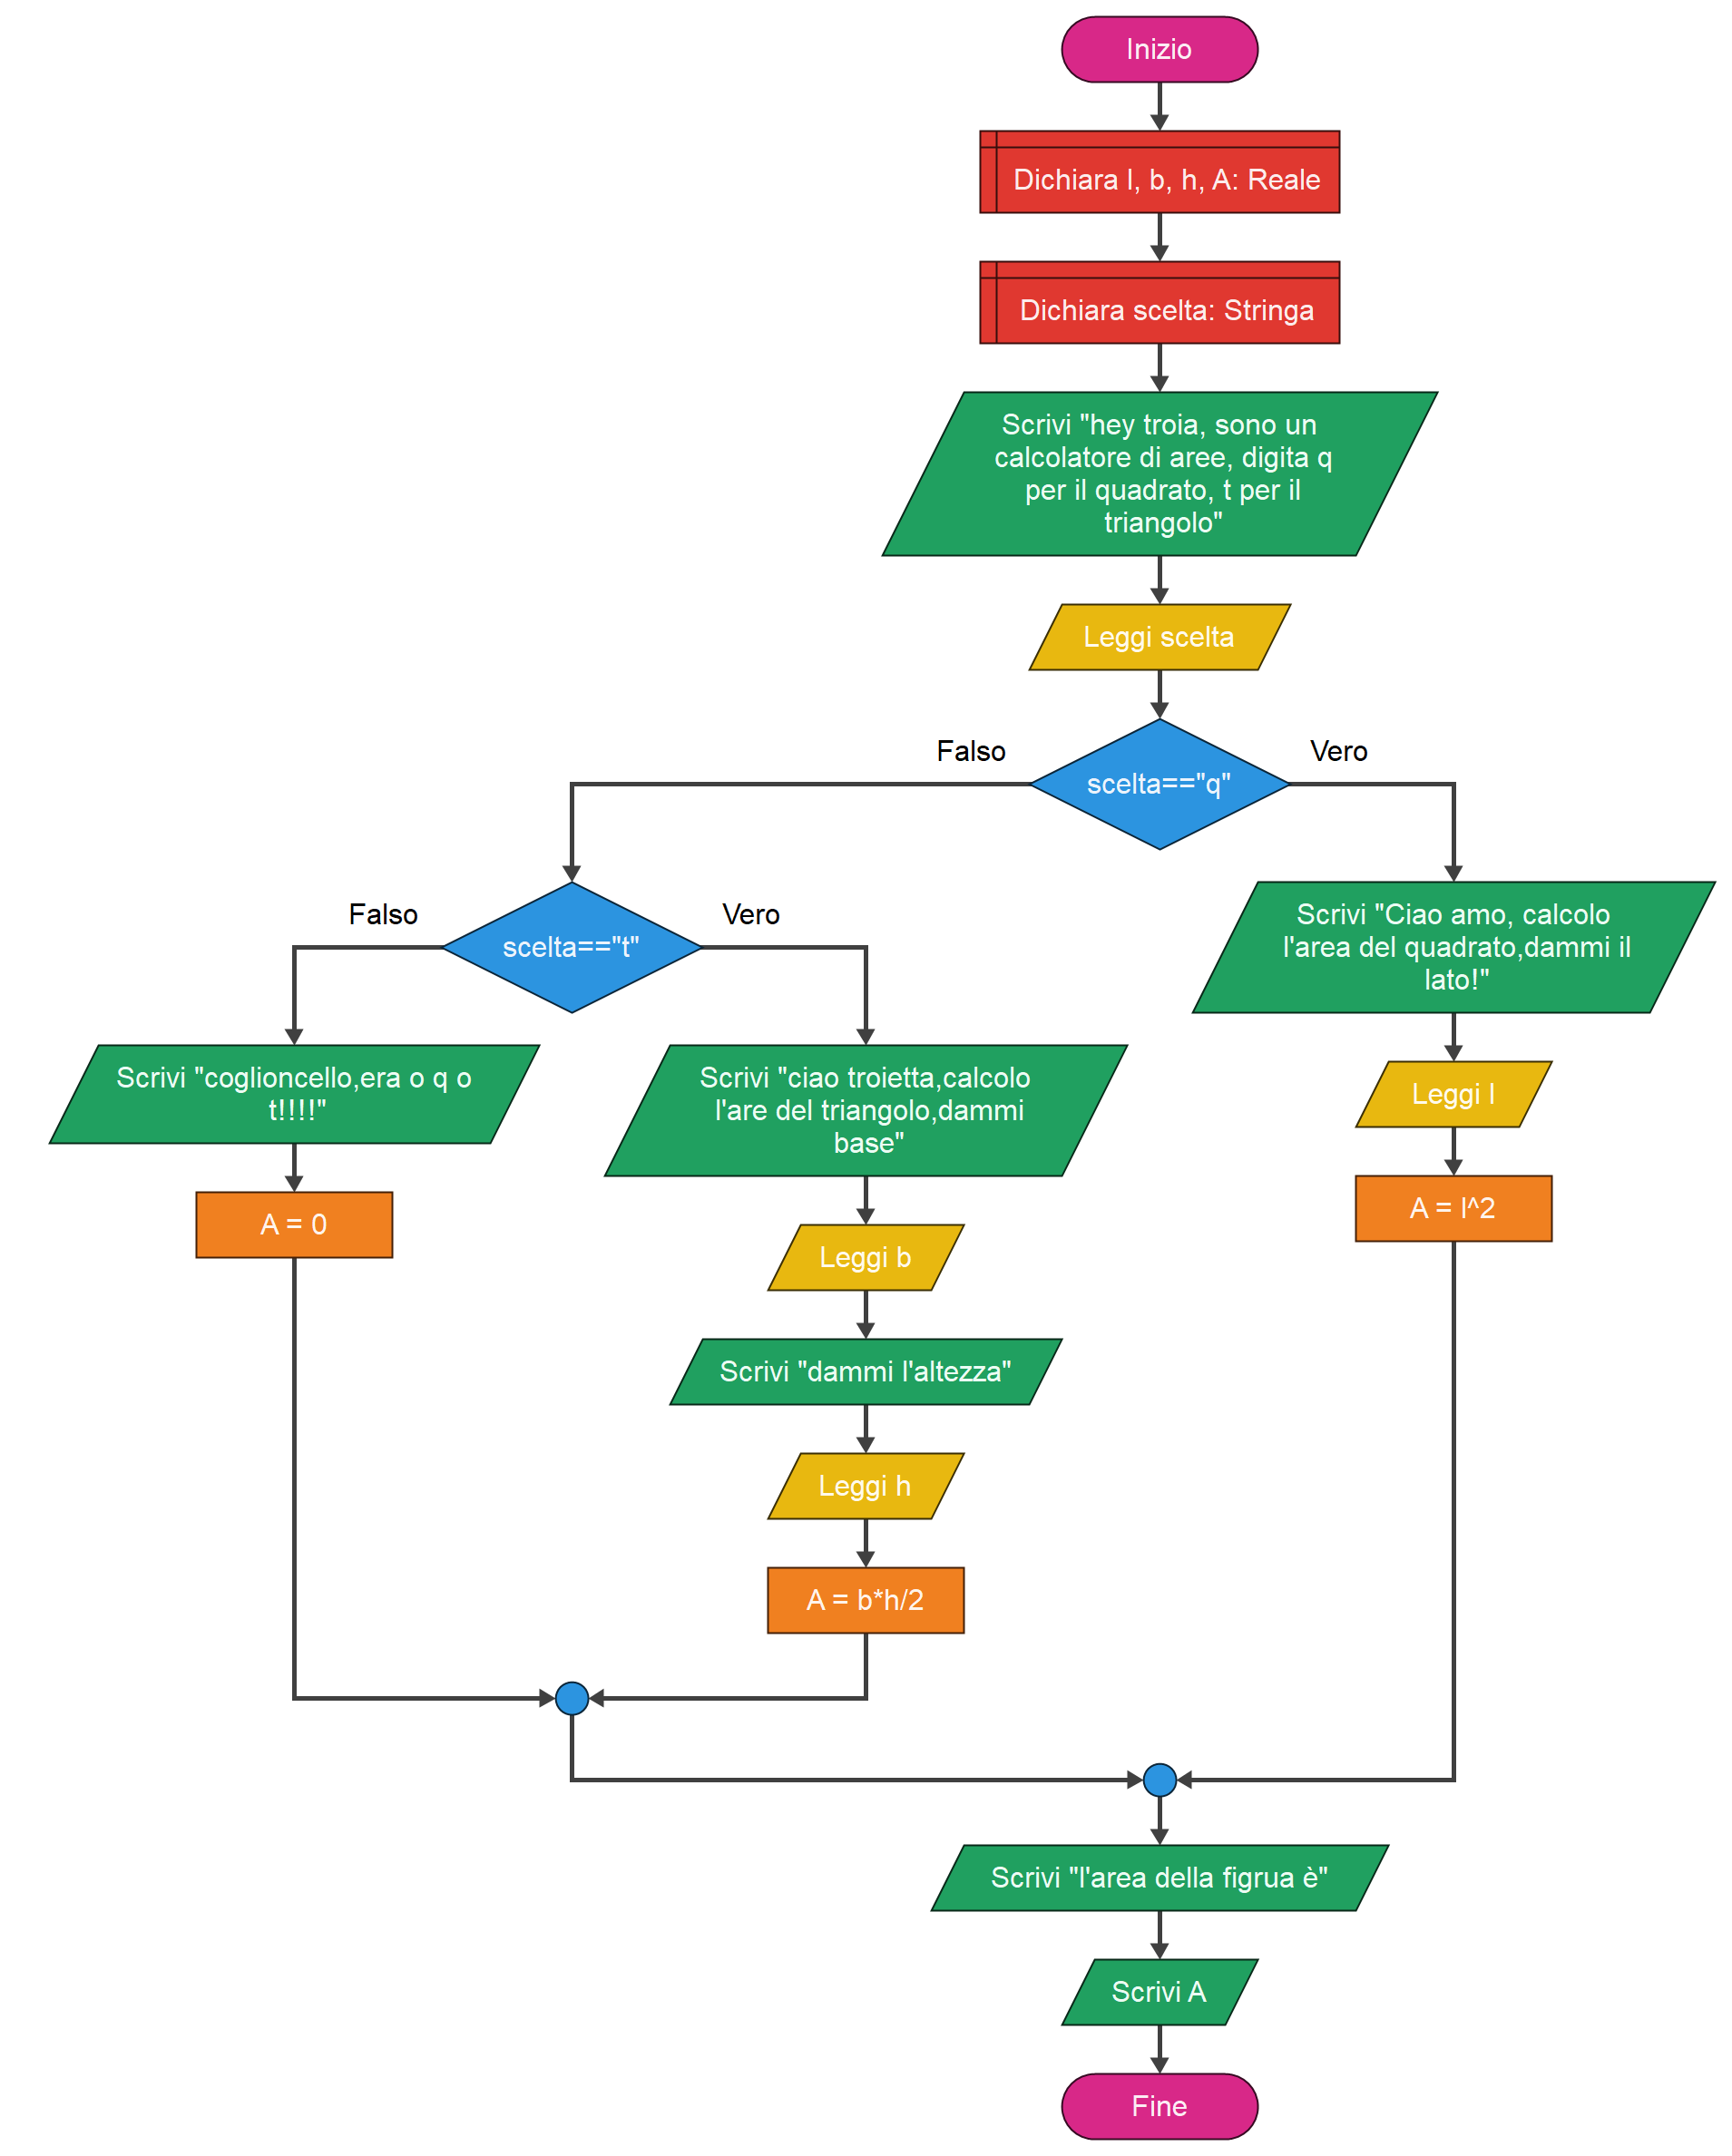 Inizio
Dichiara l, b, h, A: Reale
Dichiara scelta: Stringa
Scrivi "hey troia, sono un
calcolatore di aree, digita q
per il quadrato, t per il
triangolo"
Leggi scelta
scelta=="q"
Falso
Vero
scelta=="t"
Falso
Vero
Scrivi "coglioncello,era o q o
t!!!!"
A = 0
Scrivi "ciao troietta,calcolo
l'are del triangolo,dammi
base"
Leggi b
Scrivi "dammi l'altezza"
Leggi h
A = b*h/2
Scrivi "Ciao amo, calcolo
l'area del quadrato,dammi il
lato!"
Leggi l
A = l^2
Scrivi "l'area della figrua è"
Scrivi A
Fine